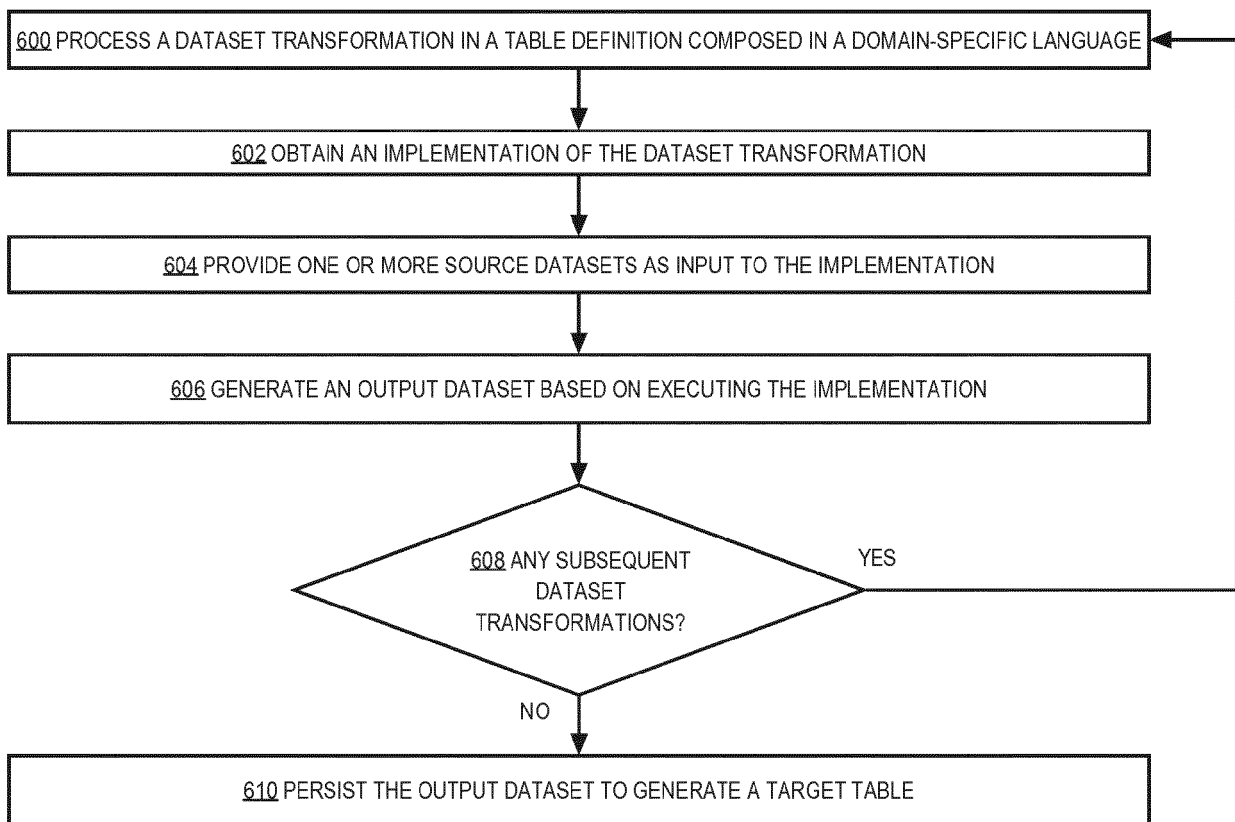 600 PROCESS A DATASET TRANSFORMATION IN A TABLE DEFINITION COMPOSED IN A DOMAIN-SPECIFIC LANGUAGE
602 OBTAIN AN IMPLEMENTATION OF THE DATASET TRANSFORMATION
604 PROVIDE ONE OR MORE SOURCE DATASETS AS INPUT TO THE IMPLEMENTATION
606 GENERATE AN OUTPUT DATASET BASED ON EXECUTING THE IMPLEMENTATION
608 ANY SUBSEQUENT
DATASET
TRANSFORMATIONS?
YES
NO
610 PERSIST THE OUTPUT DATASET TO GENERATE A TARGET TABLE